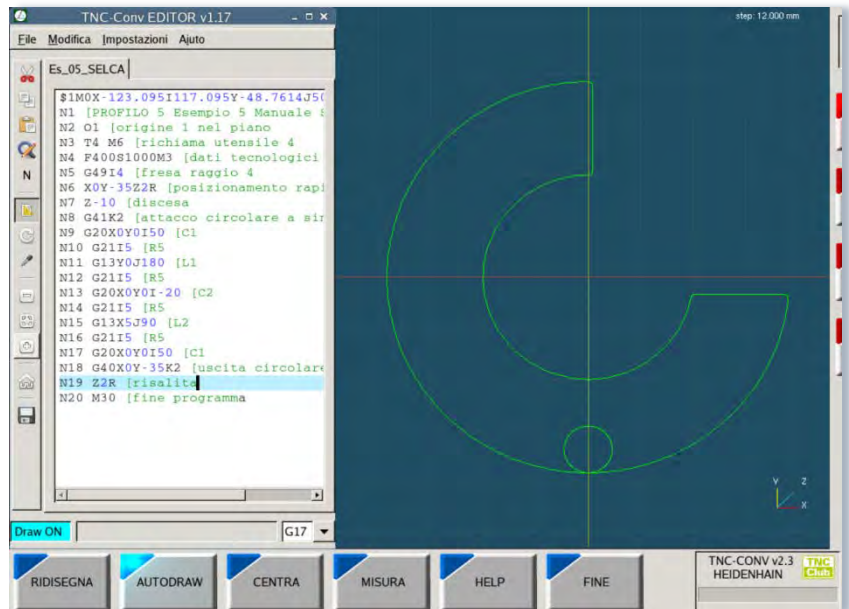 TNC-Conv EDITOR v1.17
File Modifica Impostazioni Aiuto
Es_05_SELCA
$1M0X-123.095I117.095Y-48.7614J50
N1 [PROFILO 5 Esempio 5 Manuale
N2 O1 [origine 1 nel piano
N3 T4 M6 [richiama utensile 4
N4 F400S1000M3 [dati tecnologici
N5 G49I4 [fresa raggio 4
N6 X0Y-35Z2R [posizionamento rapi
N7 Z-10 [discesa
N8 G41K2 [attacco circolare a sin
N9 G20X0Y0I50 [C1
N10 G21I5 [R5
N11 G13Y0J180 [L1
N12 G21I5 [R5
N13 G20X0Y0I-20 [C2
N14 G21I5 [R5
N15 G13X5J90 [L2
N16 G21I5 [R5
N17 G20X0Y0I50 [C1
N18 G40X0Y-35K2 [uscita circolare
N19 Z2R [risalita
N20 M30 [fine programma
N
step: 12.000 mm
Y Z
X
Draw ON
G17
RIDISEGNA
AUTODRAW
CENTRA
MISURA
HELP
FINE
TNC-CONV v2.3
HEIDENHAIN
TNC
Club